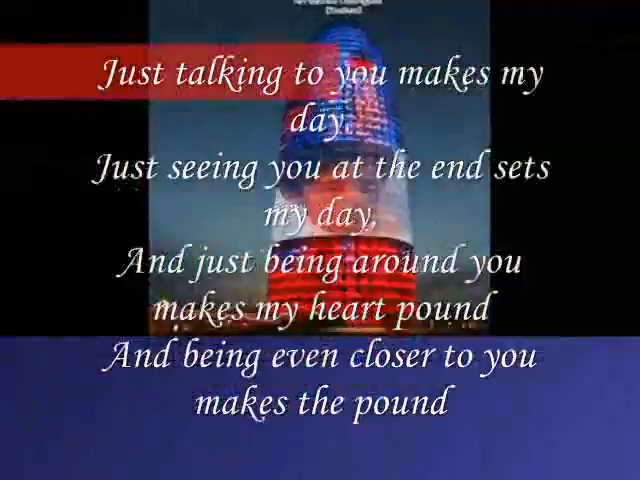 Just talking to you makes my
day,
Just seeing you at the end sets
my day,
And just being around you
makes my heart pound
And being even closer to you
makes the pound